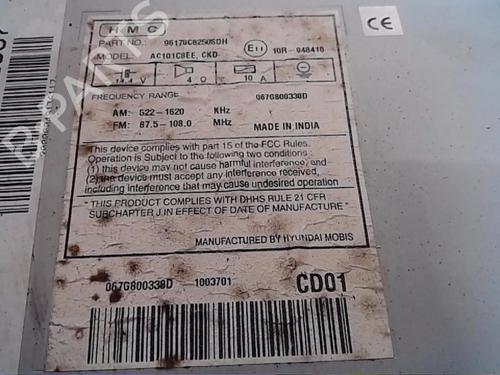 HMC
PART NO.: 96170C8250SDH
MODEL: AC101C8EE, CKD
E11 10R-048410
14.4 V 4 Ω 10 A
FREQUENCY RANGE 067G800338D
AM: 522-1620 KHz
FM: 87.5-108.0 MHz MADE IN INDIA
This device complies with part 15 of the FCC Rules.
Operation is Subject to the following two conditions:
(1) this device may not cause harmful interference, and
(2) the device must accept any interference received,
including interference that may cause undesired operation
"THIS PRODUCT COMPLIES WITH DHHS RULE 21 CFR
SUBCHAPTER J.IN EFFECT OF DATE OF MANUFACTURE"
MANUFACTURED BY HYUNDAI MOBIS
067G800338D 1003701 CD01
CE